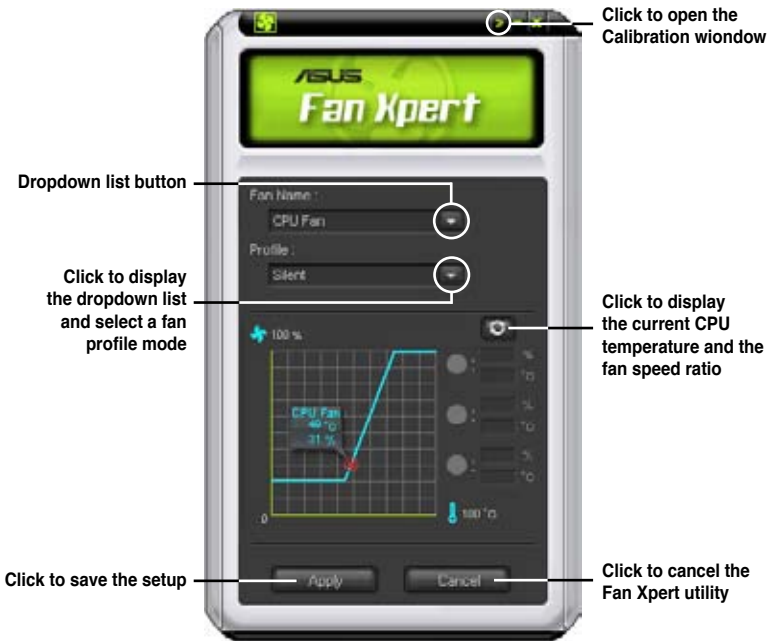 Click to open the
Calibration wiondow
ASUS
Fan Xpert
Dropdown list button
Fan Name :
CPU Fan
Profile :
Silent
Click to display
the dropdown list
and select a fan
profile mode
Click to display
the current CPU
temperature and the
fan speed ratio
100 %
%
°C
CPU Fan
31 %
%
°C
%
°C
0
100 °C
Click to save the setup
Apply
Cancel
Click to cancel the
Fan Xpert utility